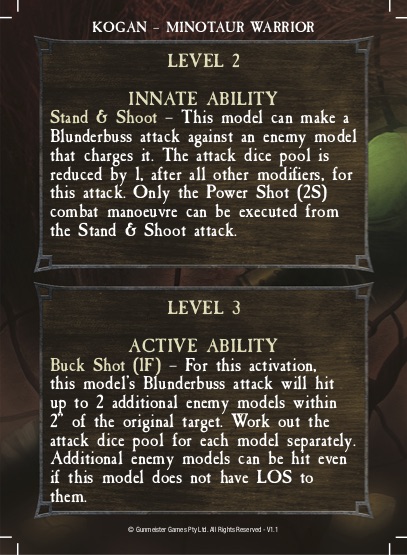 KOGAN – MINOTAUR WARRIOR
LEVEL 2
INNATE ABILITY
Stand & Shoot – This model can make a
Blunderbuss attack against an enemy model
that charges it. The attack dice pool is
reduced by 1, after all other modifiers, for
this attack. Only the Power Shot (2S)
combat manoeuvre can be executed from
the Stand & Shoot attack.
LEVEL 3
ACTIVE ABILITY
Buck Shot (1F) – For this activation,
this model's Blunderbuss attack will hit
up to 2 additional enemy models within
2" of the original target. Work out the
attack dice pool for each model separately.
Additional enemy models can be hit even
if this model does not have LOS to
them.
© Gunmeister Games Pty Ltd. All Rights Reserved - V1.1